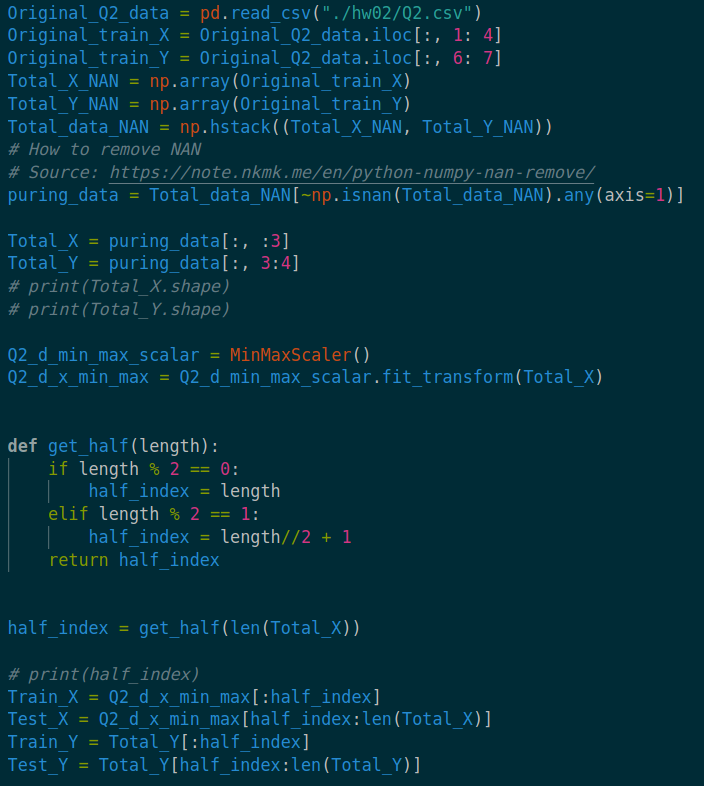 Original_Q2_data = pd.read_csv("./hw02/Q2.csv")
Original_train_X = Original_Q2_data.iloc[:, 1: 4]
Original_train_Y = Original_Q2_data.iloc[:, 6: 7]
Total_X_NAN = np.array(Original_train_X)
Total_Y_NAN = np.array(Original_train_Y)
Total_data_NAN = np.hstack((Total_X_NAN, Total_Y_NAN))
# How to remove NAN
# Source: https://note.nkmk.me/en/python-numpy-nan-remove/
puring_data = Total_data_NAN[~np.isnan(Total_data_NAN).any(axis=1)]

Total_X = puring_data[:, :3]
Total_Y = puring_data[:, 3:4]
# print(Total_X.shape)
# print(Total_Y.shape)

Q2_d_min_max_scalar = MinMaxScaler()
Q2_d_x_min_max = Q2_d_min_max_scalar.fit_transform(Total_X)


def get_half(length):
    if length % 2 == 0:
        half_index = length
    elif length % 2 == 1:
        half_index = length//2 + 1
    return half_index


half_index = get_half(len(Total_X))

# print(half_index)
Train_X = Q2_d_x_min_max[:half_index]
Test_X = Q2_d_x_min_max[half_index:len(Total_X)]
Train_Y = Total_Y[:half_index]
Test_Y = Total_Y[half_index:len(Total_Y)]